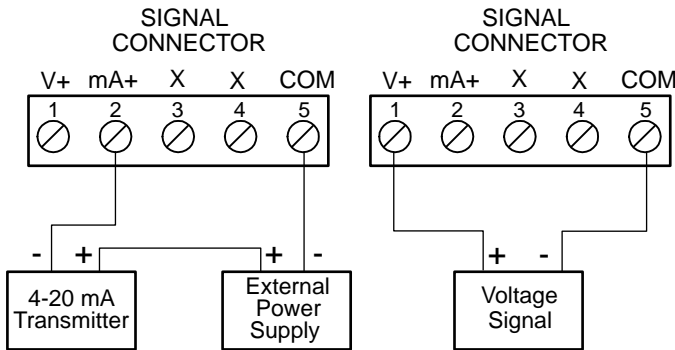 SIGNAL
CONNECTOR
V+ mA+ X X COM
1 2 3 4 5
- + + -
4-20 mA
Transmitter
External
Power
Supply
SIGNAL
CONNECTOR
V+ mA+ X X COM
1 2 3 4 5
+ -
Voltage
Signal